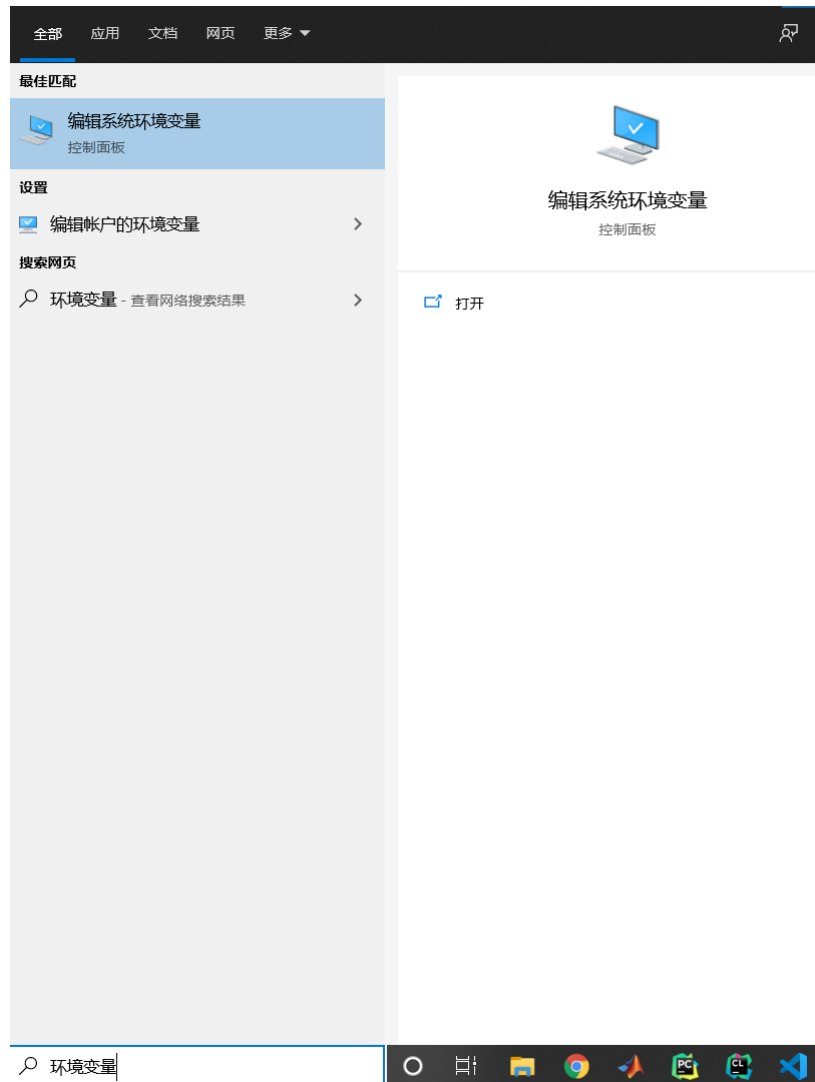 全部 应用 文档 网页 更多
最佳匹配
编辑系统环境变量
控制面板
设置
编辑帐户的环境变量
搜索网页
环境变量 - 查看网络搜索结果
编辑系统环境变量
控制面板
打开
环境变量
PC CL